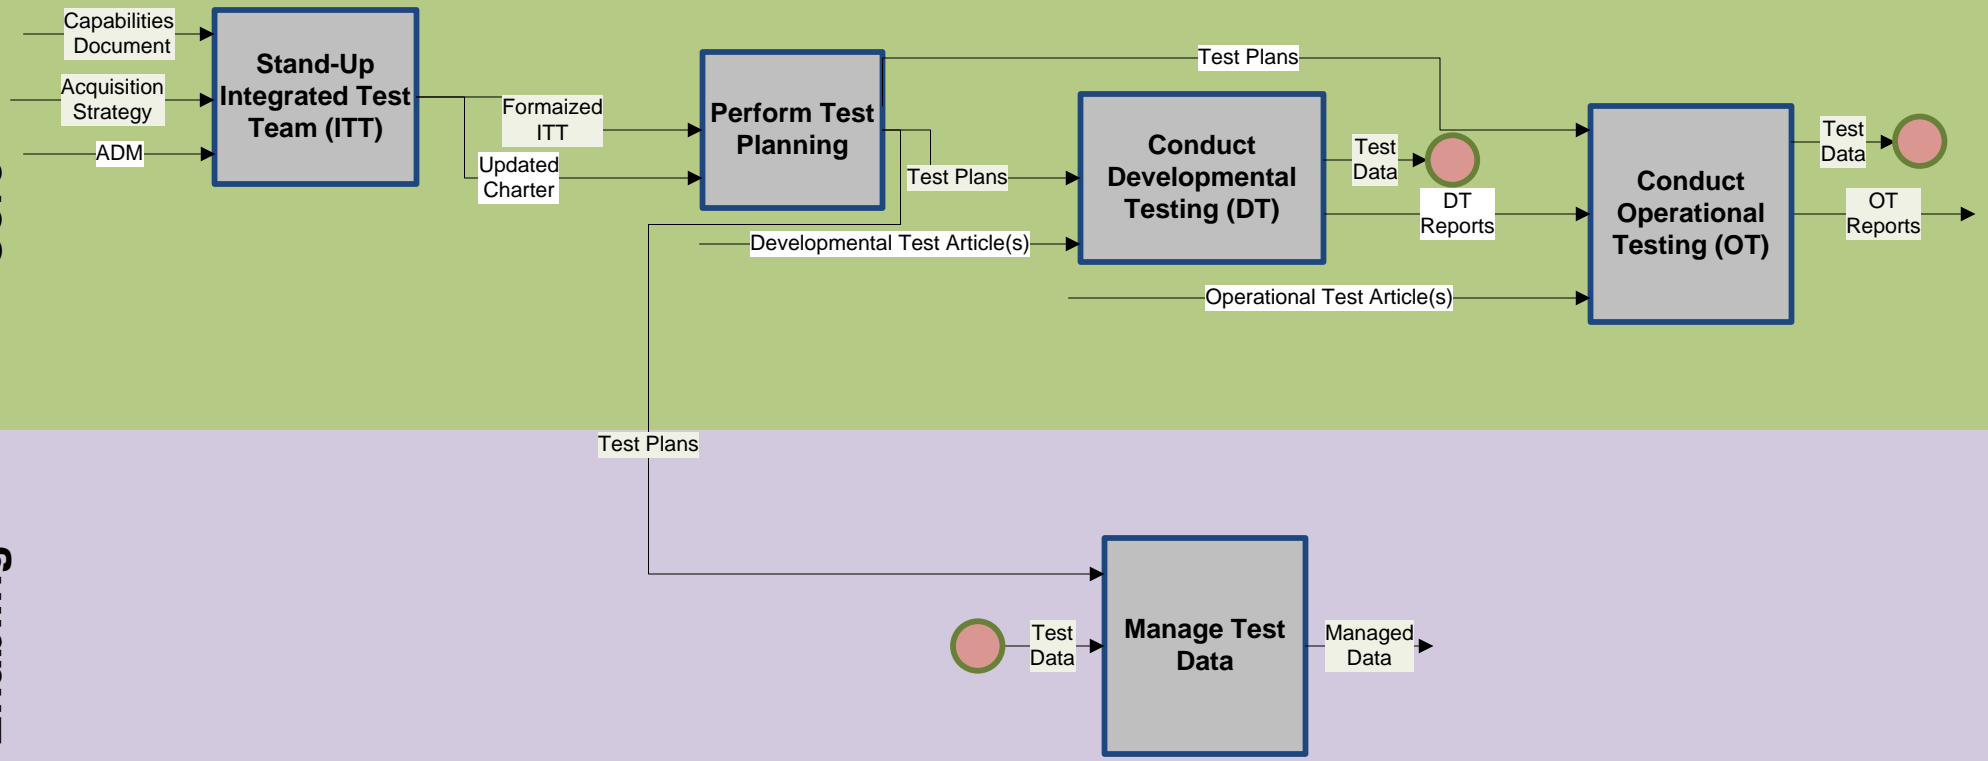 Capabilities
Document
Acquisition
Strategy
ADM
Stand-Up
Integrated Test
Team (ITT)
Formaized
ITT
Updated
Charter
Perform Test
Planning
Test Plans
Test Plans
Developmental Test Article(s)
Conduct
Developmental
Testing (DT)
Test
Data
DT
Reports
Operational Test Article(s)
Conduct
Operational
Testing (OT)
Test
Data
OT
Reports
Test Plans
Test
Data
Manage Test
Data
Managed
Data